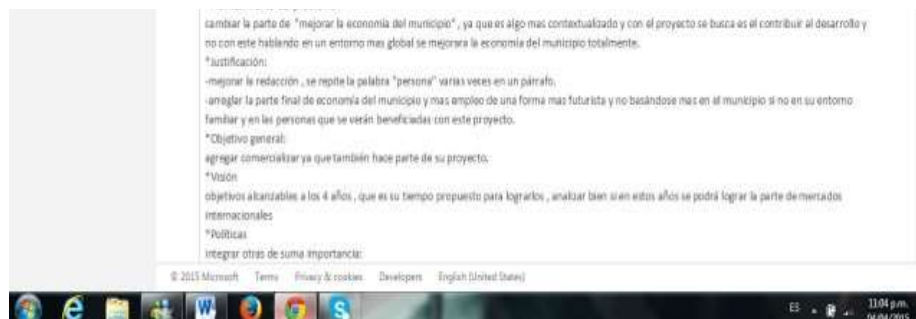 cambiar la parte de "mejorar la economía del municipio", ya que es algo mas contextualizado y con el proyecto se busca es el contribuir al desarrollo y
no con este hablando en un entorno mas global se mejorara la economía del municipio totalmente.
*Justificación:
-mejorar la redacción , se repite la palabra "persona" varias veces en un párrafo.
-arreglar la parte final de economía del municipio y mas empleo de una forma mas futurista y no basándose mas en el municipio si no en su entorno
familiar y en las personas que se verán beneficiadas con este proyecto.
*Objetivo general:
agregar comercializar ya que también hace parte de su proyecto.
*Visión
objetivos alcanzables a los 4 años , que es su tiempo propuesto para lograrlos , analizar bien si en estos años se podrá lograr la parte de mercados
internacionales
*Políticas
integrar otras de suma importancia:
© 2015 Microsoft Terms Privacy & cookies Developers English (United States)
ES 11:04 p.m.
04/04/2015